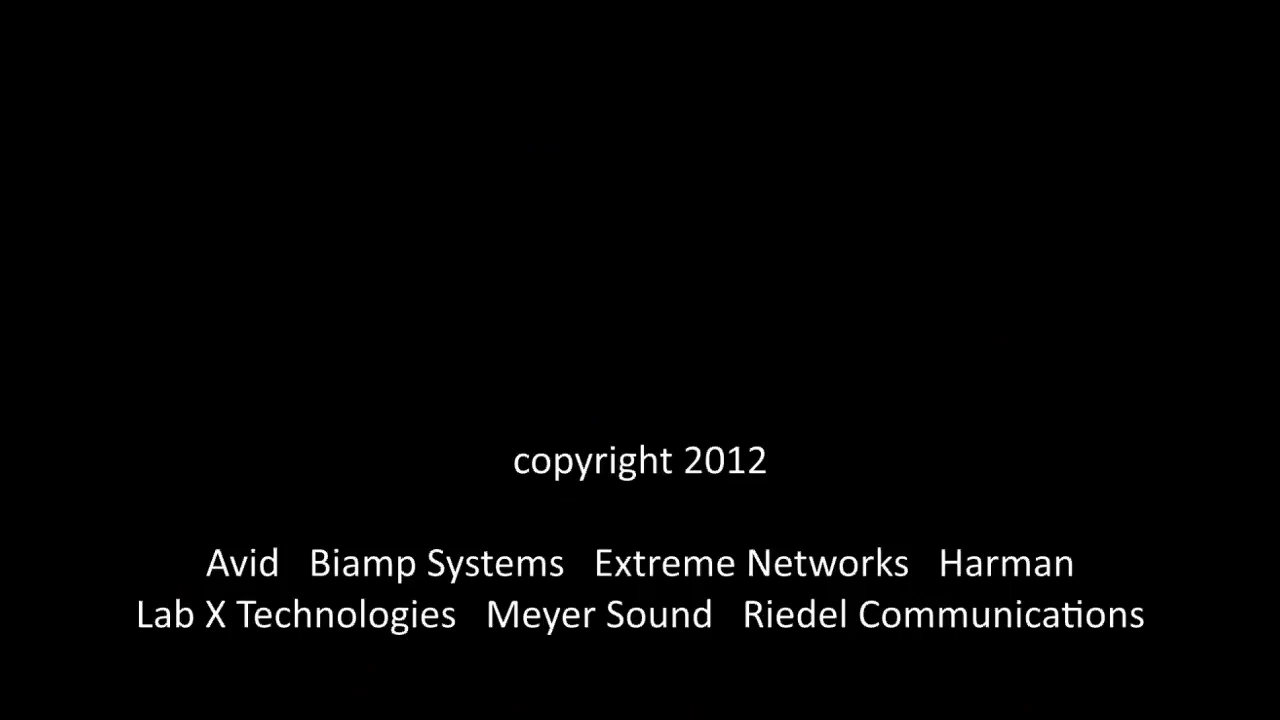 copyright 2012
Avid Biamp Systems Extreme Networks Harman
Lab X Technologies Meyer Sound Riedel Communications